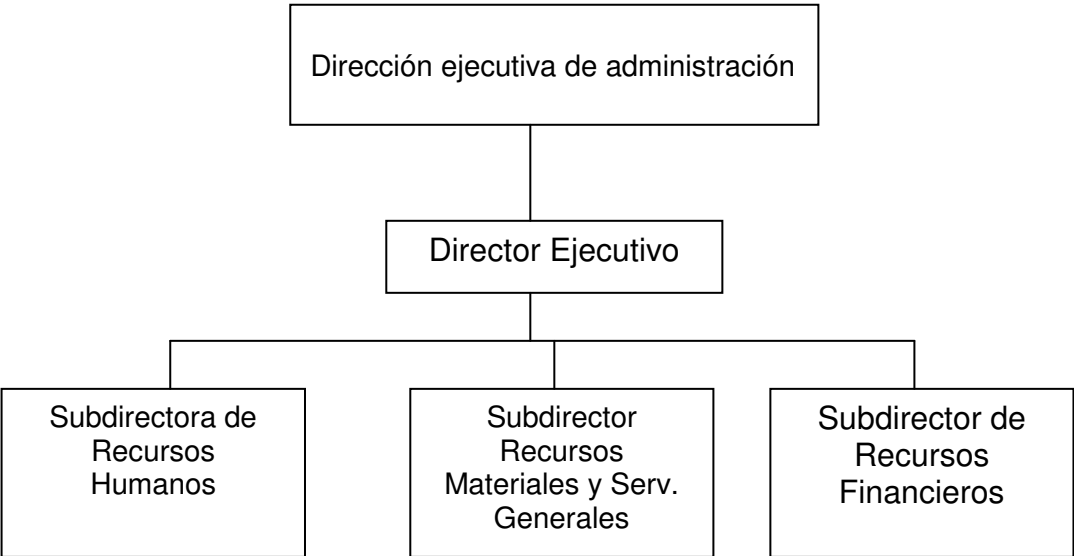 Dirección ejecutiva de administración
Director Ejecutivo
Subdirectora de
Recursos
Humanos
Subdirector
Recursos
Materiales y Serv.
Generales
Subdirector de
Recursos
Financieros